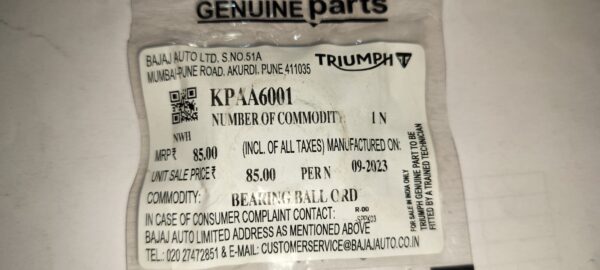 GENUINE parts
BAJAJ AUTO LTD. S.NO.51A
MUMBAI-PUNE ROAD, AKURDI, PUNE 411035
TRIUMPH
KPAA6001
NUMBER OF COMMODITY 1 N
NWH
MRP ₹ 85.00 (INCL. OF ALL TAXES) MANUFACTURED ON:
UNIT SALE PRICE ₹ 85.00 PER N 09-2023
COMMODITY: BEARING BALL ORD
IN CASE OF CONSUMER COMPLAINT CONTACT: R-00
BAJAJ AUTO LIMITED ADDRESS AS MENTIONED ABOVE
TEL.: 020 27472851 & E-MAIL: CUSTOMERSERVICE@BAJAJAUTO.CO.IN
FOR SALE IN INDIA ONLY
TRIUMPH GENUINE PART TO BE
FITTED BY A TRAINED TECHNICIAN